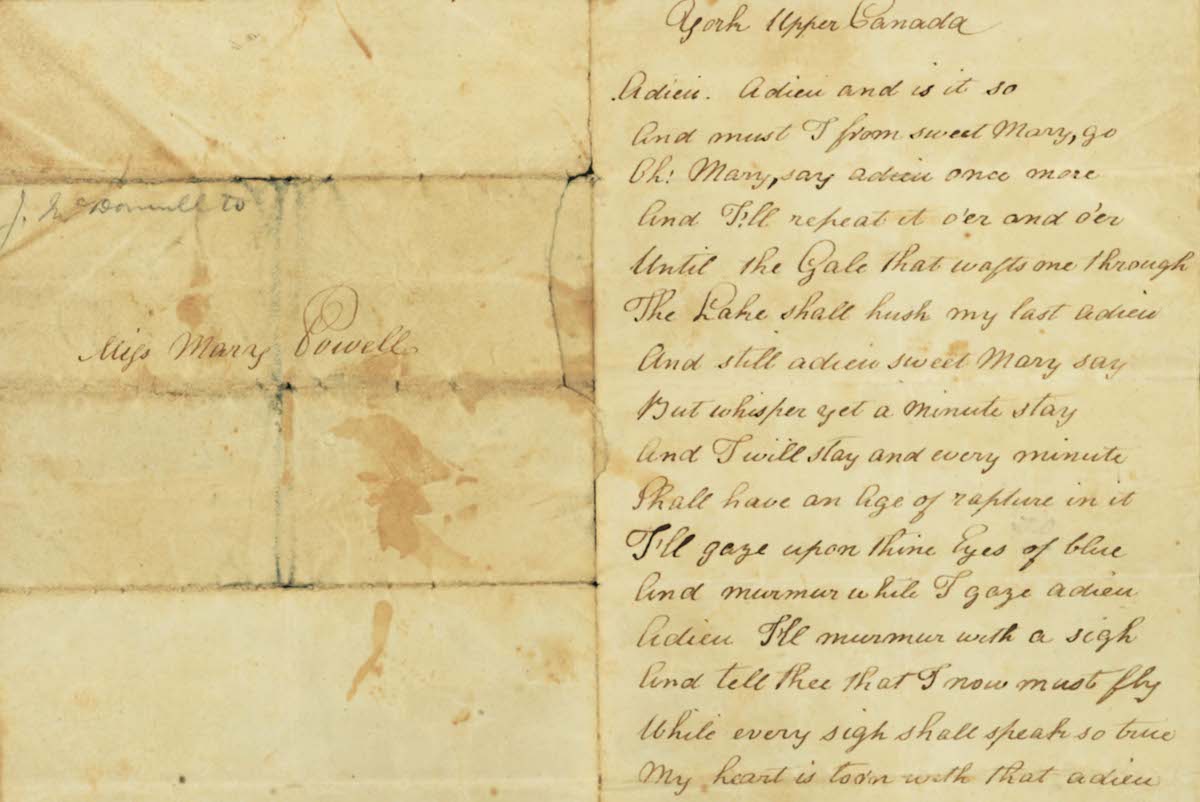 J. McDonnell to
Miss Mary Powell
York Upper Canada
Adieu. Adieu and is it so
And must I from sweet Mary, go
Oh! Mary, say adieu once more
And I'll repeat it o'er and o'er
Until the Gale that wafts me through
The Lake shall hush my last adieu
And still adieu sweet Mary say
But whisper yet a minute stay
And I will stay and every minute
Shall have an Age of rapture in it
I'll gaze upon thine Eyes of blue
And murmur while I gaze adieu
Adieu I'll murmur with a sigh
And tell thee that I now must fly
While every sigh shall speak so true
My heart is torn with that adieu